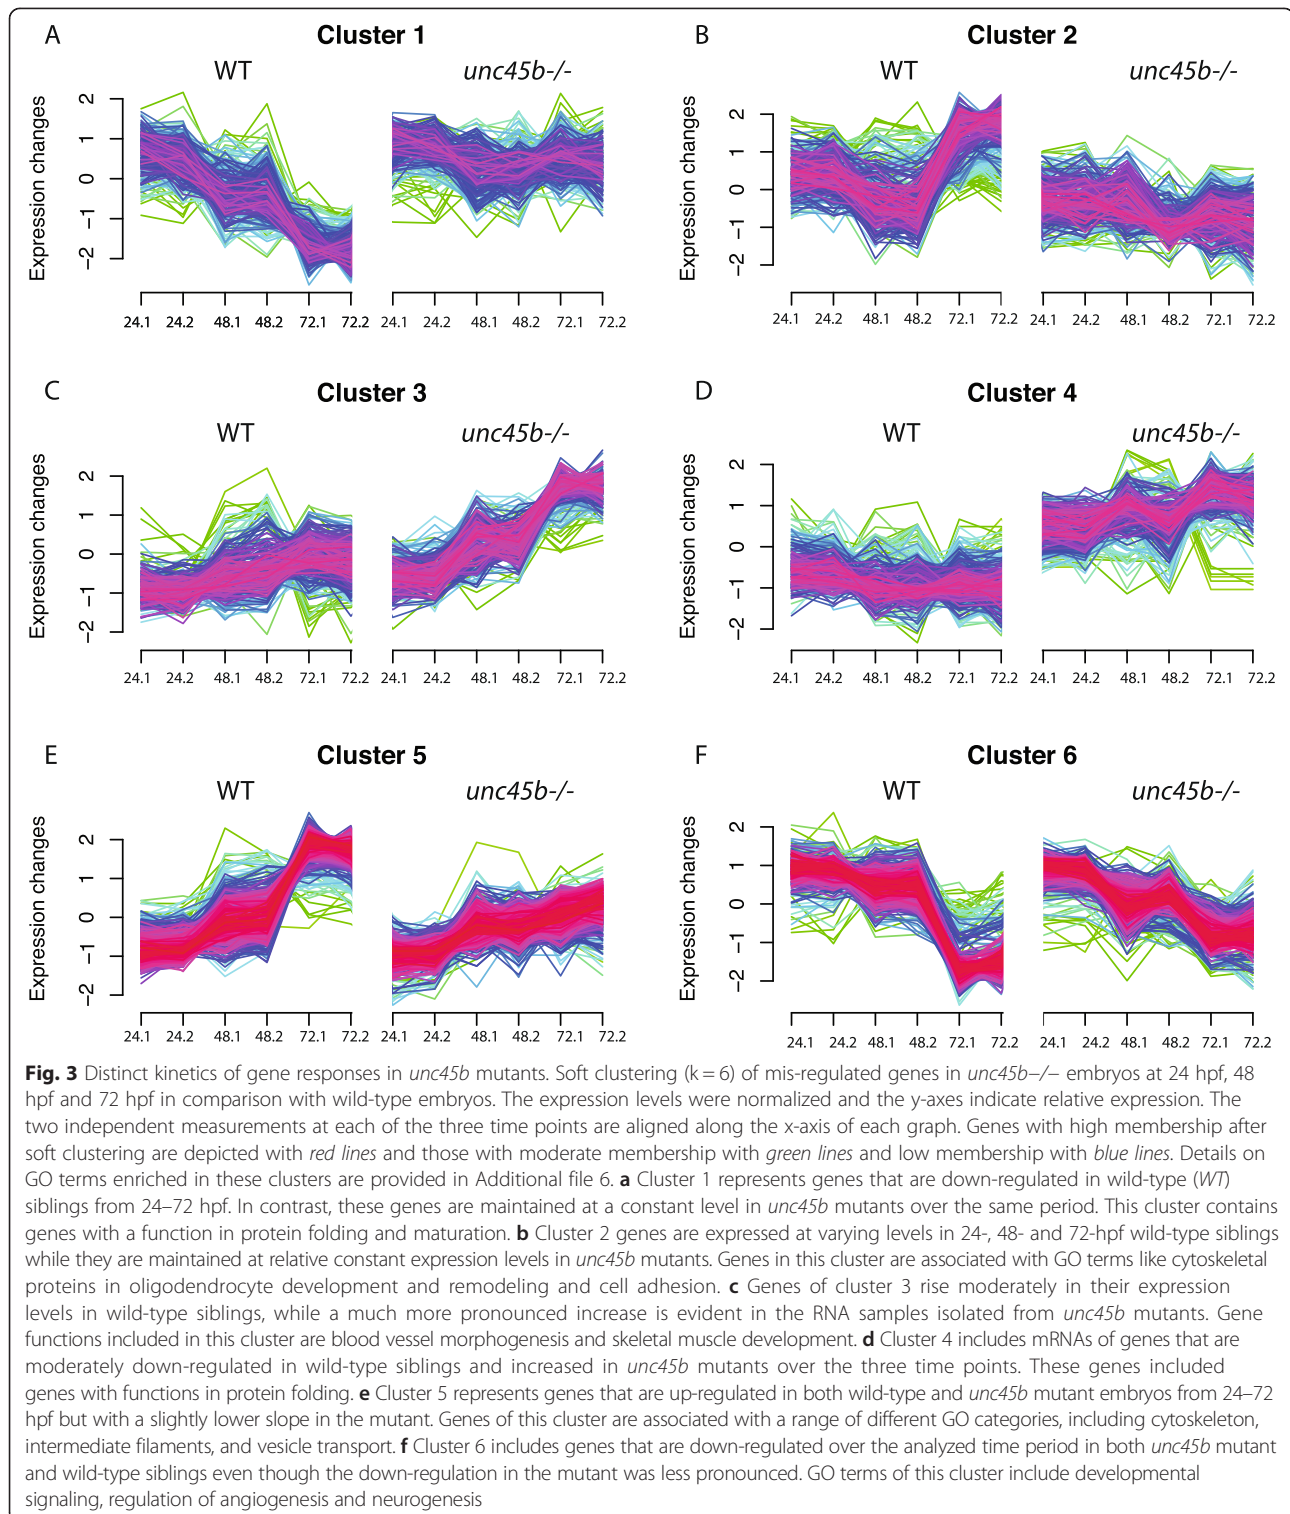 A
Cluster 1
WT
unc45b-/-
Expression changes
2
1
0
−1
−2
24.1 24.2 48.1 48.2 72.1 72.2
24.1 24.2 48.1 48.2 72.1 72.2
B
Cluster 2
WT
unc45b-/-
Expression changes
2
1
0
−1
−2
24.1 24.2 48.1 48.2 72.1 72.2
24.1 24.2 48.1 48.2 72.1 72.2
C
Cluster 3
WT
unc45b-/-
Expression changes
2
1
0
−1
−2
24.1 24.2 48.1 48.2 72.1 72.2
24.1 24.2 48.1 48.2 72.1 72.2
D
Cluster 4
WT
unc45b-/-
Expression changes
2
1
0
−1
−2
24.1 24.2 48.1 48.2 72.1 72.2
24.1 24.2 48.1 48.2 72.1 72.2
E
Cluster 5
WT
unc45b-/-
Expression changes
2
1
0
−1
−2
24.1 24.2 48.1 48.2 72.1 72.2
24.1 24.2 48.1 48.2 72.1 72.2
F
Cluster 6
WT
unc45b-/-
Expression changes
2
1
0
−1
−2
24.1 24.2 48.1 48.2 72.1 72.2
24.1 24.2 48.1 48.2 72.1 72.2
Fig. 3 Distinct kinetics of gene responses in unc45b mutants. Soft clustering (k = 6) of mis-regulated genes in unc45b−/− embryos at 24 hpf, 48
hpf and 72 hpf in comparison with wild-type embryos. The expression levels were normalized and the y-axes indicate relative expression. The
two independent measurements at each of the three time points are aligned along the x-axis of each graph. Genes with high membership after
soft clustering are depicted with red lines and those with moderate membership with green lines and low membership with blue lines. Details on
GO terms enriched in these clusters are provided in Additional file 6. a Cluster 1 represents genes that are down-regulated in wild-type (WT)
siblings from 24–72 hpf. In contrast, these genes are maintained at a constant level in unc45b mutants over the same period. This cluster contains
genes with a function in protein folding and maturation. b Cluster 2 genes are expressed at varying levels in 24-, 48- and 72-hpf wild-type siblings
while they are maintained at relative constant expression levels in unc45b mutants. Genes in this cluster are associated with GO terms like cytoskeletal
proteins in oligodendrocyte development and remodeling and cell adhesion. c Genes of cluster 3 rise moderately in their expression
levels in wild-type siblings, while a much more pronounced increase is evident in the RNA samples isolated from unc45b mutants. Gene
functions included in this cluster are blood vessel morphogenesis and skeletal muscle development. d Cluster 4 includes mRNAs of genes that are
moderately down-regulated in wild-type siblings and increased in unc45b mutants over the three time points. These genes included
genes with functions in protein folding. e Cluster 5 represents genes that are up-regulated in both wild-type and unc45b mutant embryos from 24–72
hpf but with a slightly lower slope in the mutant. Genes of this cluster are associated with a range of different GO categories, including cytoskeleton,
intermediate filaments, and vesicle transport. f Cluster 6 includes genes that are down-regulated over the analyzed time period in both unc45b mutant
and wild-type siblings even though the down-regulation in the mutant was less pronounced. GO terms of this cluster include developmental
signaling, regulation of angiogenesis and neurogenesis